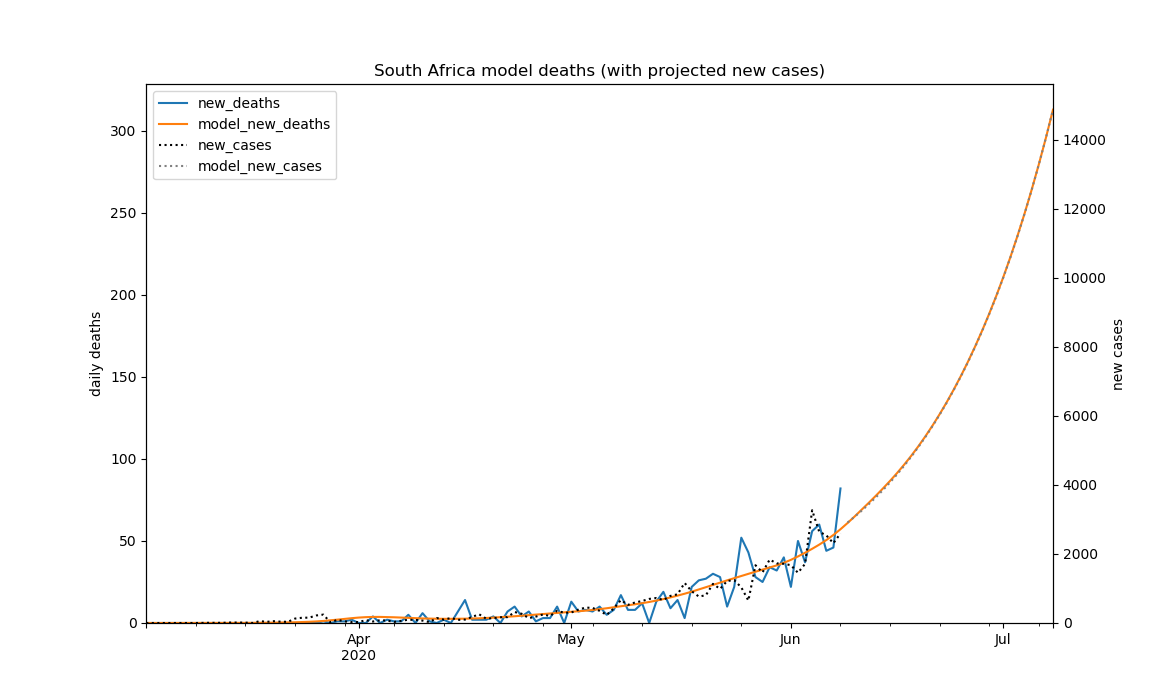 South Africa model deaths (with projected new cases)
new_deaths
model_new_deaths
new_cases
model_new_cases
300
250
200
150
100
50
0
daily deaths
14000
12000
10000
8000
6000
4000
2000
0
new cases
Apr
2020
May
Jun
Jul